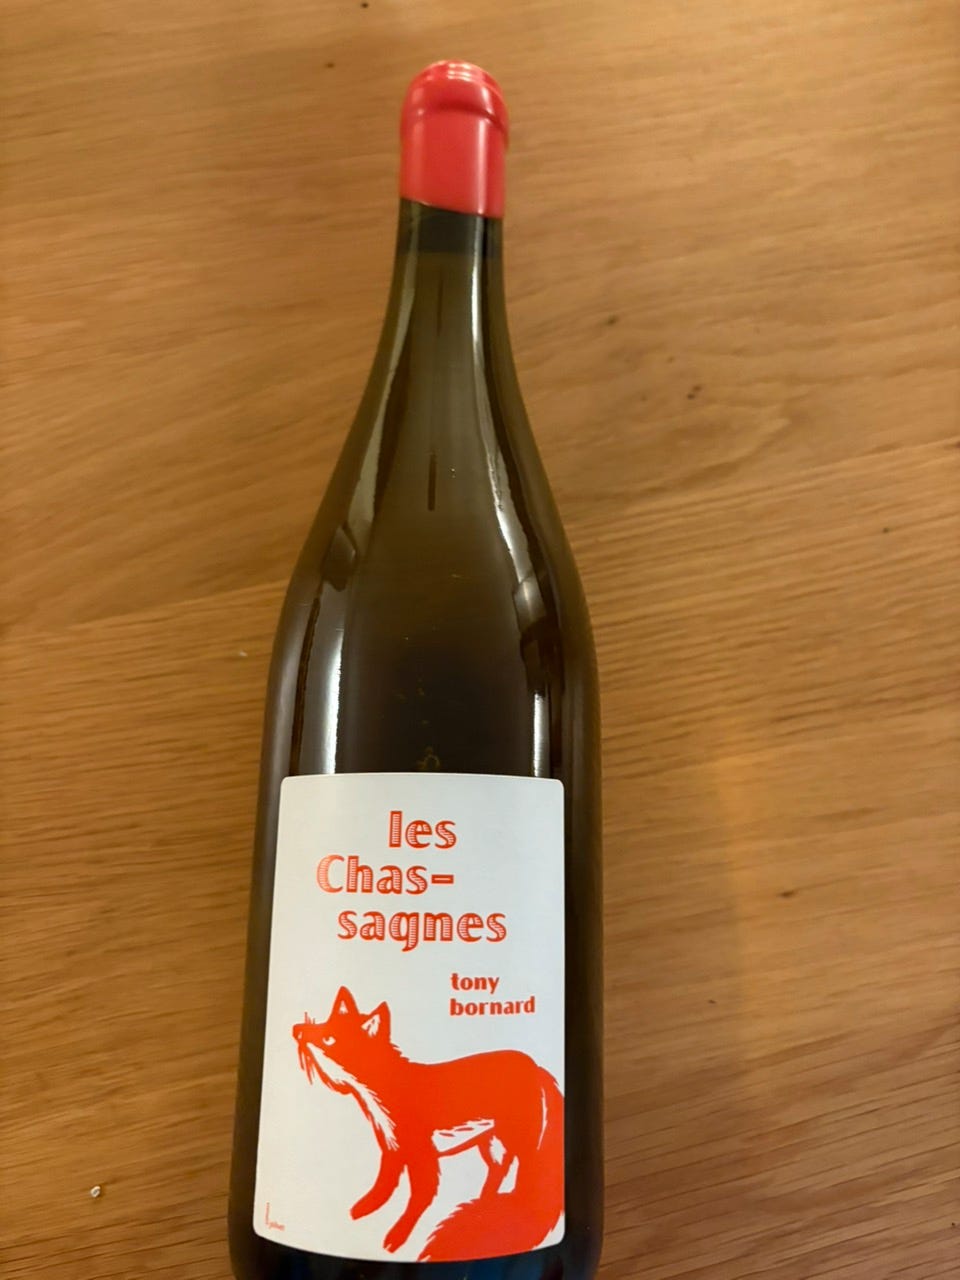 les
Chas-
sagnes
tony
bornard